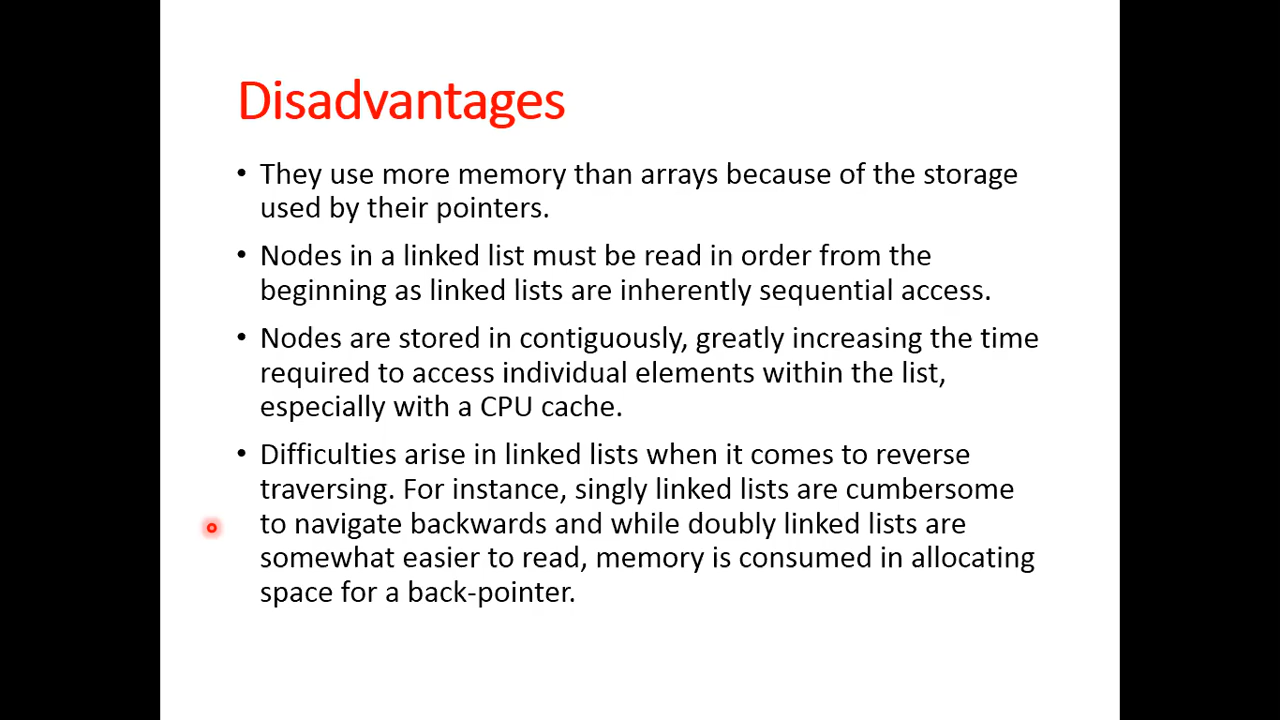 Disadvantages
• They use more memory than arrays because of the storage
used by their pointers.
• Nodes in a linked list must be read in order from the
beginning as linked lists are inherently sequential access.
• Nodes are stored in contiguously, greatly increasing the time
required to access individual elements within the list,
especially with a CPU cache.
• Difficulties arise in linked lists when it comes to reverse
traversing. For instance, singly linked lists are cumbersome
to navigate backwards and while doubly linked lists are
somewhat easier to read, memory is consumed in allocating
space for a back-pointer.